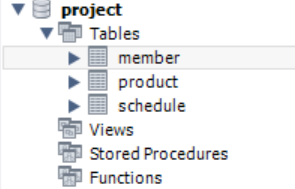 project
Tables
member
product
schedule
Views
Stored Procedures
Functions